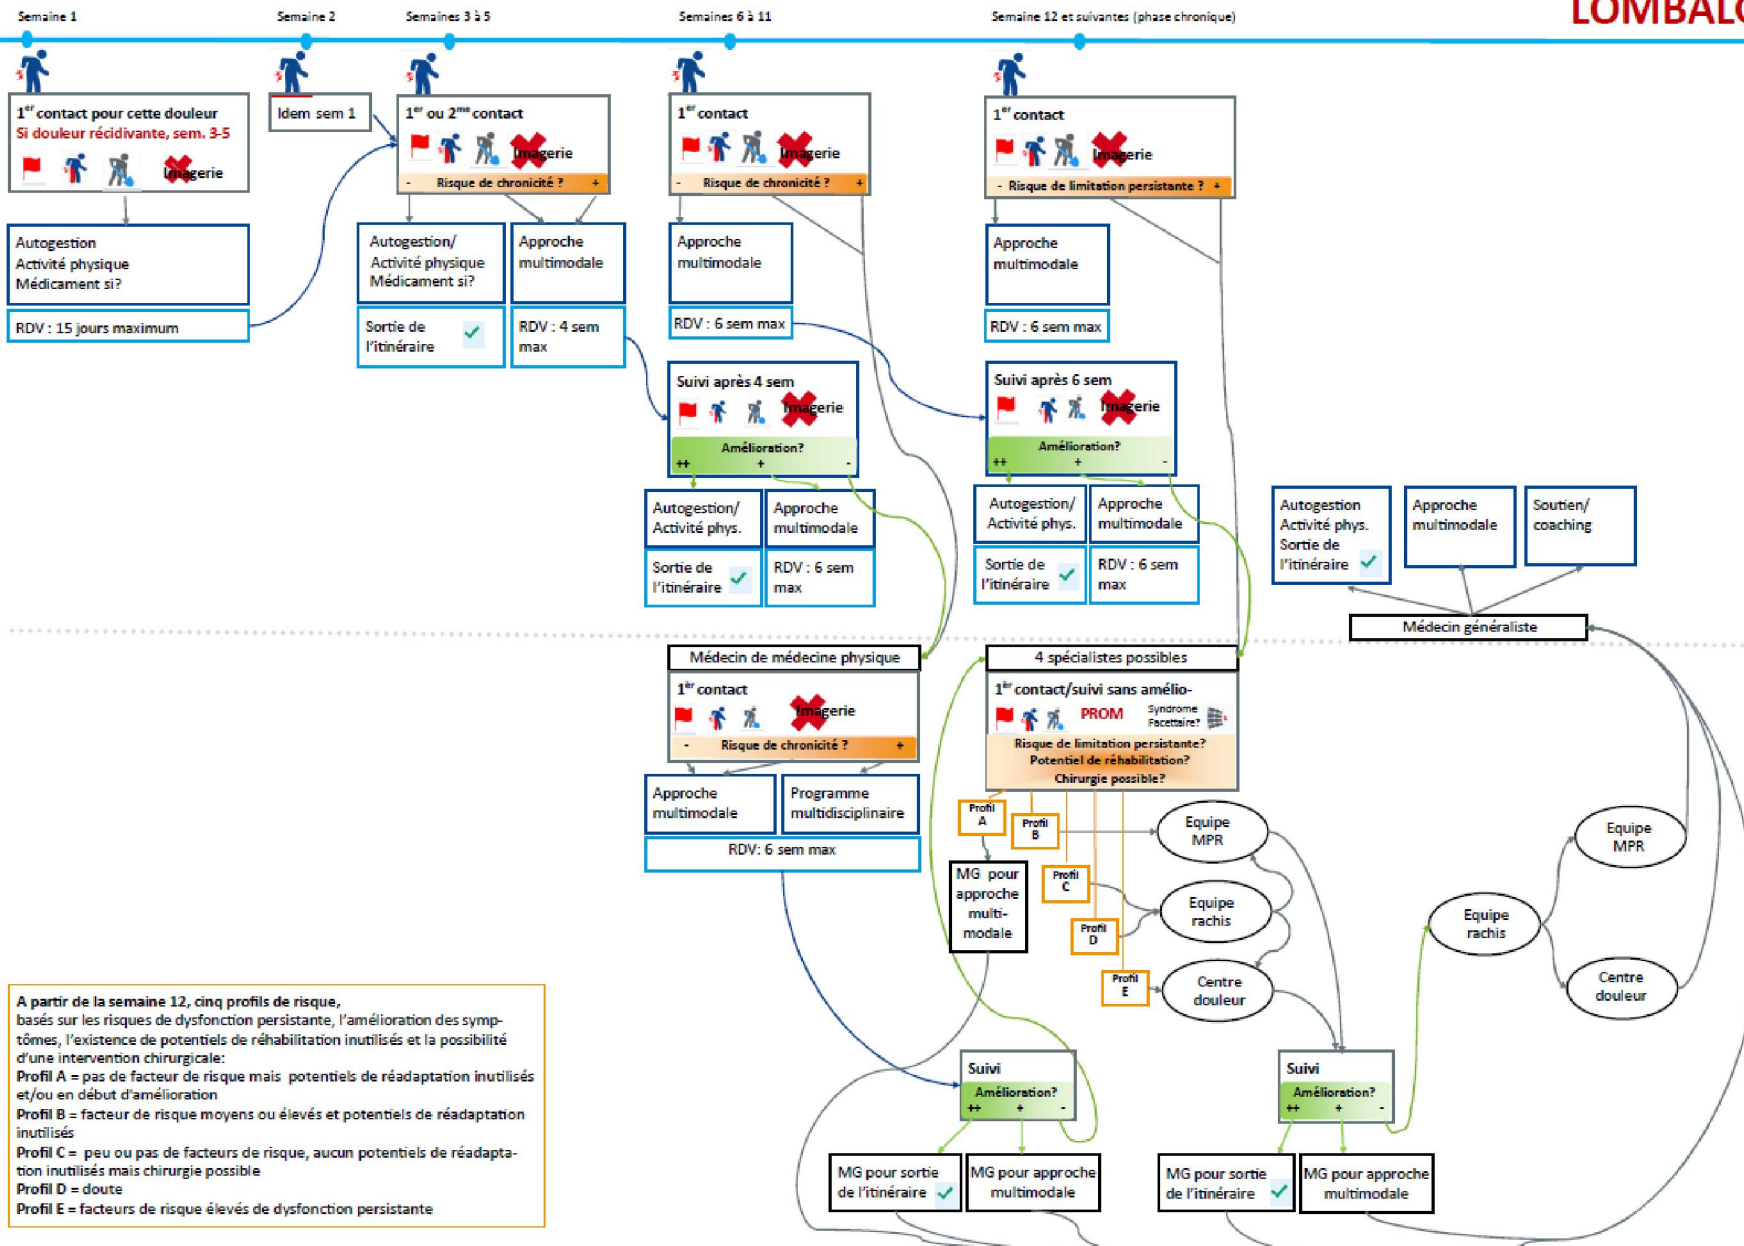 LOMBALG
Semaine 1
Semaine 2
Semaines 3 à 5
Semaines 6 à 11
Semaine 12 et suivantes (phase chronique)
1er contact pour cette douleur
Si douleur récidivante, sem. 3-5
Imagerie
Autogestion
Activité physique
Médicament si?
RDV : 15 jours maximum
Idem sem 1
1er ou 2me contact
Imagerie
- Risque de chronicité ? +
Autogestion/
Activité physique
Médicament si?
Sortie de
l'itinéraire
Approche
multimodale
RDV : 4 sem
max
1er contact
Imagerie
- Risque de chronicité ? +
Approche
multimodale
RDV : 6 sem max
Suivi après 4 sem
Imagerie
Amélioration?
++ + -
Autogestion/
Activité phys.
Sortie de
l'itinéraire
Approche
multimodale
RDV : 6 sem
max
1er contact
Imagerie
- Risque de limitation persistante ? +
Approche
multimodale
RDV : 6 sem max
Suivi après 6 sem
Imagerie
Amélioration?
++ + -
Autogestion/
Activité phys.
Sortie de
l'itinéraire
Approche
multimodale
RDV : 6 sem
max
Autogestion
Activité phys.
Sortie de
l'itinéraire
Approche
multimodale
Soutien/
coaching
Médecin généraliste
Médecin de médecine physique
1èr contact
Imagerie
- Risque de chronicité ? +
Approche
multimodale
Programme
multidisciplinaire
RDV: 6 sem max
4 spécialistes possibles
1èr contact/suivi sans amélio-
PROM
Syndrome
Facettaire?
Risque de limitation persistante?
Potentiel de réhabilitation?
Chirurgie possible?
Profil
A
Profil
B
Profil
C
Profil
D
Profil
E
MG pour
approche
multi-
modale
Equipe
MPR
Equipe
rachis
Centre
douleur
Equipe
rachis
Equipe
MPR
Centre
douleur
Suivi
Amélioration?
++ + -
MG pour sortie
de l'itinéraire
MG pour approche
multimodale
Suivi
Amélioration?
++ + -
MG pour sortie
de l'itinéraire
MG pour approche
multimodale
A partir de la semaine 12, cinq profils de risque,
basés sur les risques de dysfonction persistante, l'amélioration des symp-
tômes, l'existence de potentiels de réhabilitation inutilisés et la possibilité
d'une intervention chirurgicale:
Profil A = pas de facteur de risque mais potentiels de réadaptation inutilisés
et/ou en début d'amélioration
Profil B = facteur de risque moyens ou élevés et potentiels de réadaptation
inutilisés
Profil C = peu ou pas de facteurs de risque, aucun potentiels de réadapta-
tion inutilisés mais chirurgie possible
Profil D = doute
Profil E = facteurs de risque élevés de dysfonction persistante